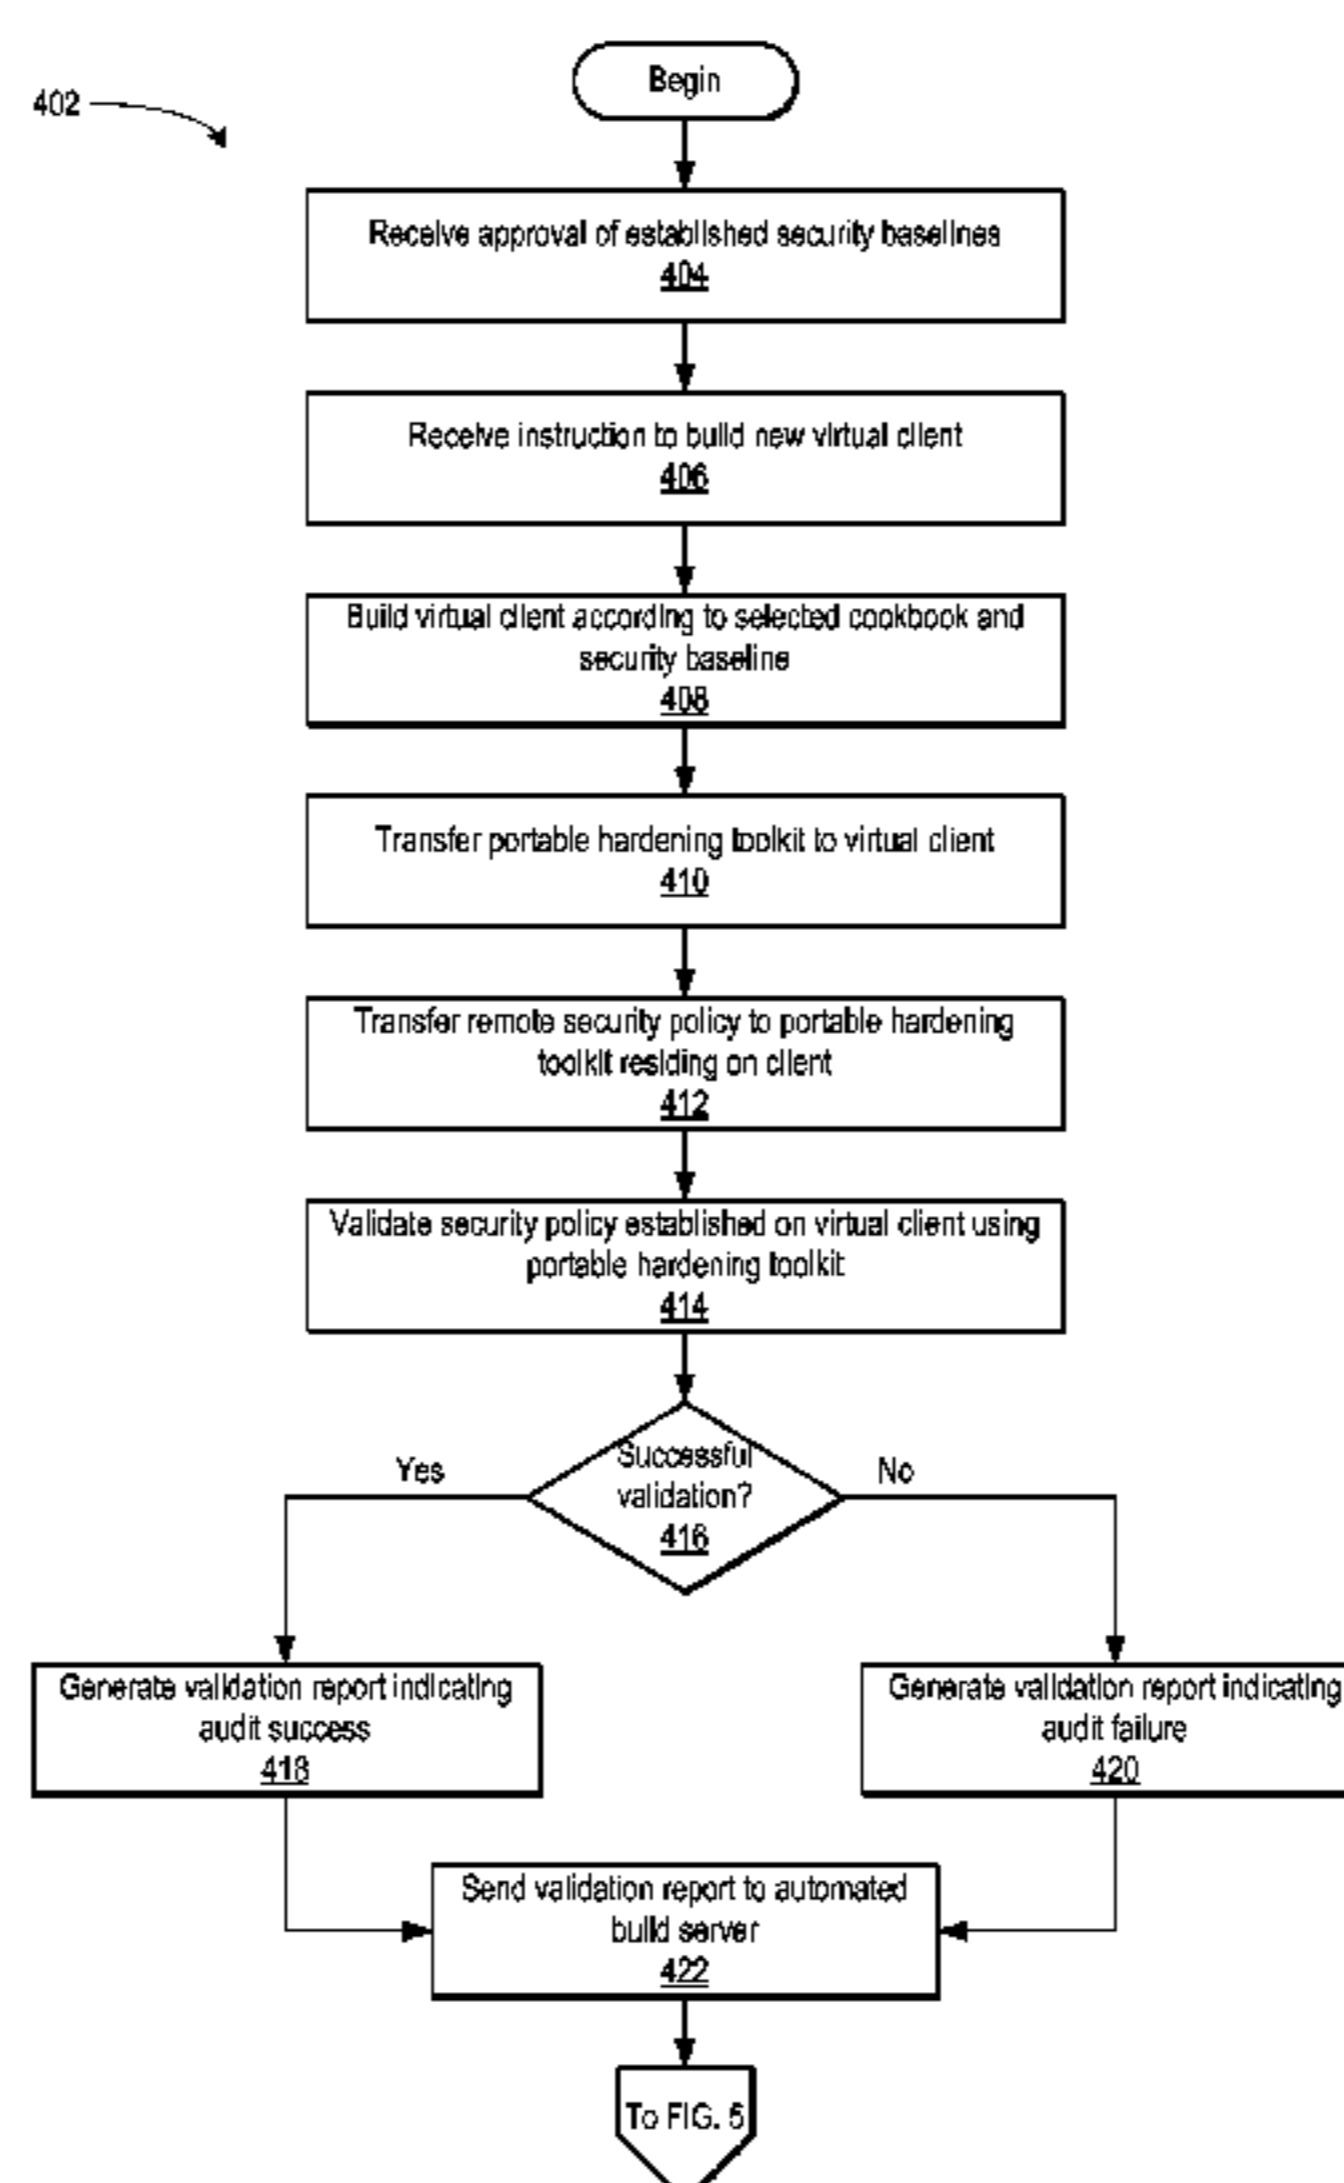 Begin
402
Receive approval of established security baselines
404
Receive instruction to build new virtual client
406
Build virtual client according to selected cookbook and
security baseline
408
Transfer portable hardening toolkit to virtual client
410
Transfer remote security policy to portable hardening
toolkit residing on client
412
Validate security policy established on virtual client using
portable hardening toolkit
414
Successful
validation?
416
Yes
No
Generate validation report indicating
audit success
418
Generate validation report indicating
audit failure
420
Send validation report to automated
build server
422
To FIG. 5